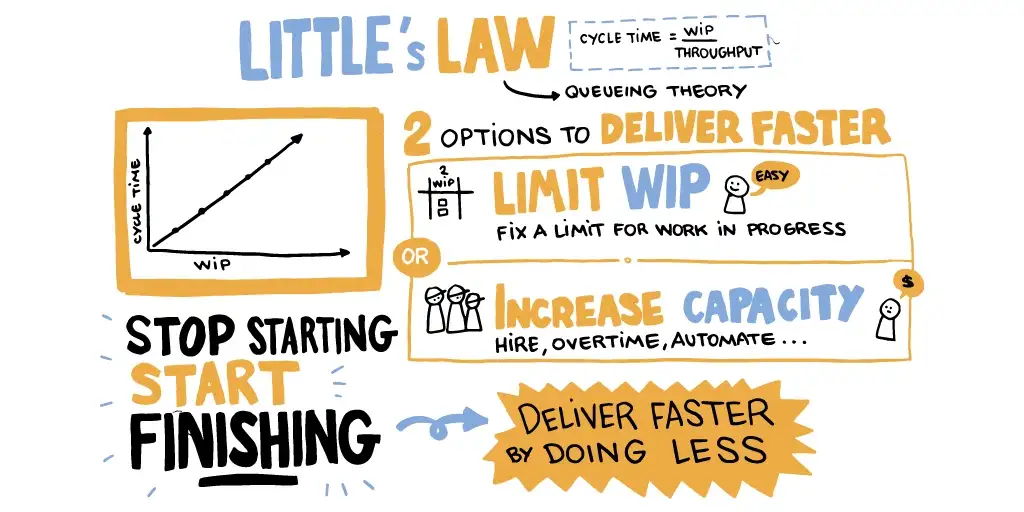 LITTLE's LAW
CYCLE TIME = WIP / THROUGHPUT
QUEUEING THEORY
CYCLE TIME
WIP
2 OPTIONS TO DELIVER FASTER
2
WIP
LIMIT WIP
EASY
FIX A LIMIT FOR WORK IN PROGRESS
OR
INCREASE CAPACITY
$
HIRE, OVERTIME, AUTOMATE ...
STOP STARTING
START
FINISHING
DELIVER FASTER
BY DOING LESS